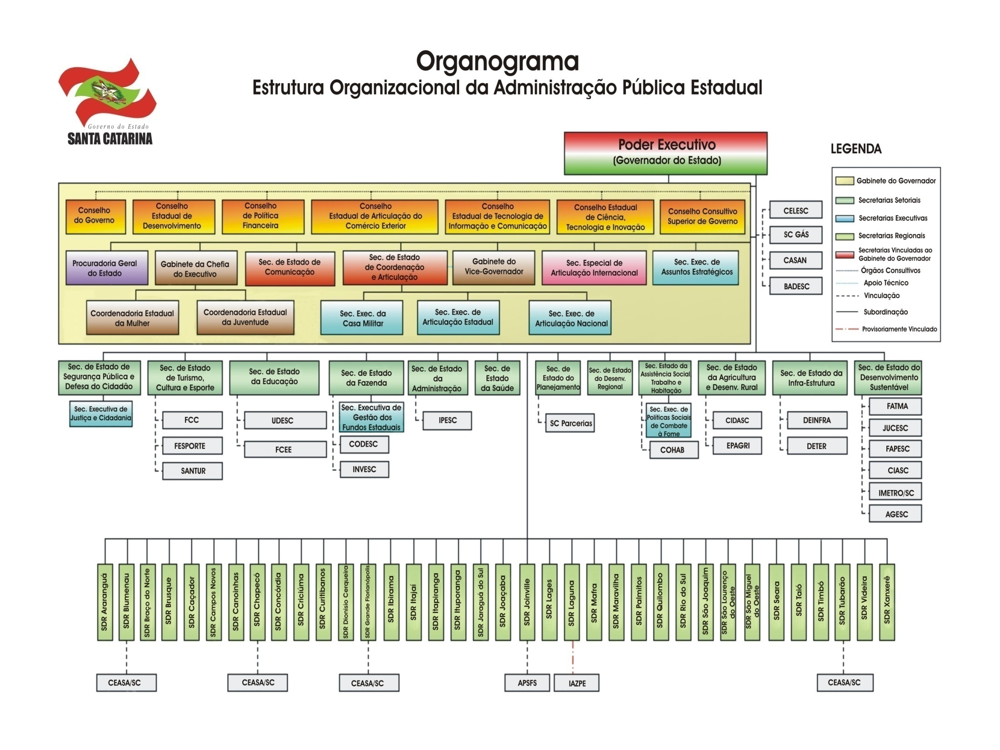 Organograma
Estrutura Organizacional da Administração Pública Estadual
Governo do Estado
SANTA CATARINA
Poder Executivo
(Governador do Estado)
LEGENDA
Gabinete do Governador
Secretarias Setoriais
Secretarias Executivas
Secretarias Regionais
Secretarias Vinculadas ao
Gabinete do Governador
Órgãos Consultivos
Apoio Técnico
Vinculação
Subordinação
Provisoriamente Vinculado
Conselho
do Governo
Conselho
Estadual de
Desenvolvimento
Conselho
de Política
Financeira
Conselho
Estadual de Articulação do
Comércio Exterior
Conselho
Estadual de Tecnologia de
Informação e Comunicação
Conselho Estadual
de Ciência,
Tecnologia e Inovação
Conselho Consultivo
Superior de Governo
CELESC
SC GÁS
CASAN
BADESC
Procuradoria Geral
do Estado
Gabinete da Chefia
do Executivo
Sec. de Estado de
Comunicação
Sec. de Estado
de Coordenação
e Articulação
Gabinete do
Vice-Governador
Sec. Especial de
Articulação Internacional
Sec. Exec. de
Assuntos Estratégicos
Coordenadoria Estadual
da Mulher
Coordenadoria Estadual
da Juventude
Sec. Exec. da
Casa Militar
Sec. Exec. de
Articulação Estadual
Sec. Exec. de
Articulação Nacional
Sec. de Estado de
Segurança Pública e
Defesa do Cidadão
Sec. Executiva de
Justiça e Cidadania
Sec. de Estado
de Turismo,
Cultura e Esporte
FCC
FESPORTE
SANTUR
Sec. de Estado
da Educação
UDESC
FCEE
Sec. de Estado
da Fazenda
Sec. Executiva de
Gestão dos
Fundos Estaduais
CODESC
INVESC
Sec. de Estado
da
Administração
IPESC
Sec. de
Estado
da Saúde
Sec. de
Estado do
Planejamento
SC Parcerias
Sec. de Estado
do Desenv.
Regional
Sec. Estado da
Assistência Social
Trabalho e
Habitação
Sec. Exec. de
Políticas Sociais
de Combate
à Fome
COHAB
Sec. de Estado
da Agricultura
e Desenv. Rural
CIDASC
EPAGRI
Sec. de Estado da
Infra-Estrutura
DEINFRA
DETER
Sec. de Estado do
Desenvolvimento
Sustentável
FATMA
JUCESC
FAPESC
CIASC
IMETRO/SC
AGESC
SDR Araranguá
SDR Blumenau
SDR Braço do Norte
SDR Brusque
SDR Caçador
SDR Campos Novos
SDR Canoinhas
SDR Chapecó
SDR Concórdia
SDR Criciúma
SDR Curitibanos
SDR Dionisio Cerqueira
SDR Grande Florianópolis
SDR Ibirama
SDR Itajaí
SDR Itapiranga
SDR Ituporanga
SDR Jaraguá do Sul
SDR Joaçaba
SDR Joinville
SDR Lages
SDR Laguna
SDR Mafra
SDR Maravilha
SDR Palmitos
SDR Quilombo
SDR Rio do Sul
SDR São Joaquim
SDR São Lourenço
do Oeste
SDR São Miguel
do Oeste
SDR Seara
SDR Taió
SDR Timbó
SDR Tubarão
SDR Videira
SDR Xanxerê
CEASA/SC
CEASA/SC
CEASA/SC
APSFS
IAZPE
CEASA/SC